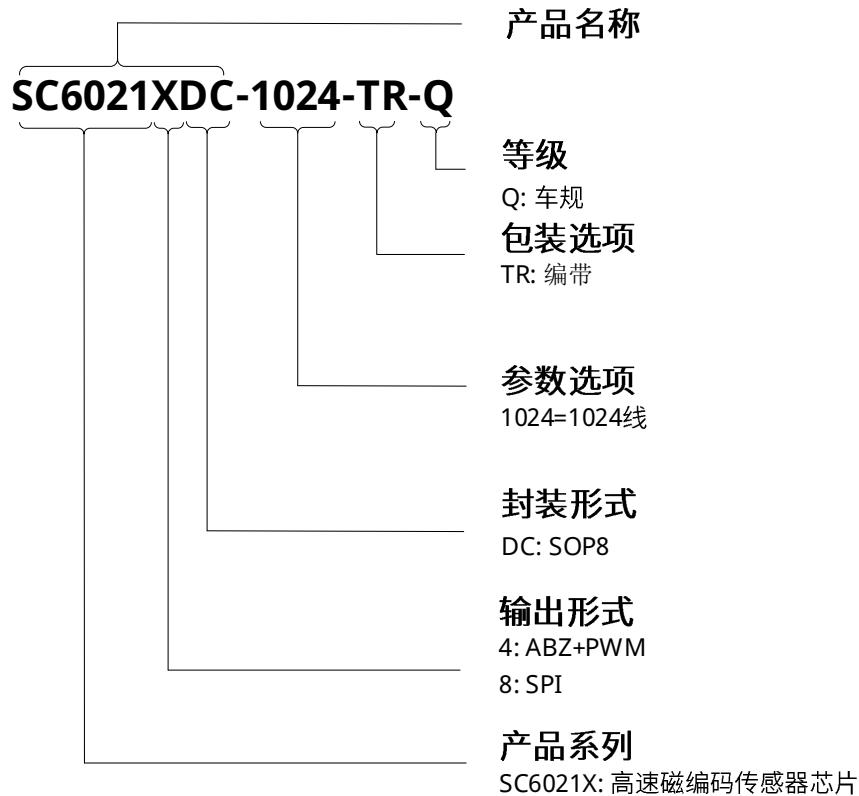 产品名称
SC6021XDC-1024-TR-Q
等级
Q: 车规
包装选项
TR: 编带
参数选项
1024=1024线
封装形式
DC: SOP8
输出形式
4: ABZ+PWM
8: SPI
产品系列
SC6021X: 高速磁编码传感器芯片